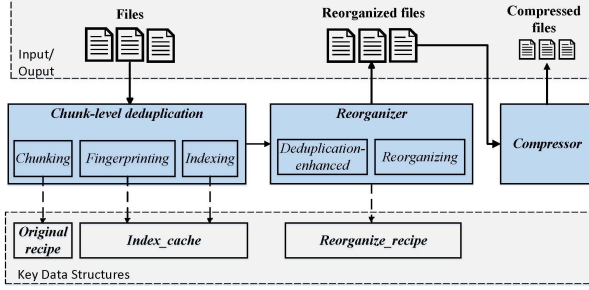 Files
Reorganized files
Compressed
files
Input/
Ouput
Chunk-level deduplication
Chunking
Fingerprinting
Indexing
Reorganizer
Deduplication-
enhanced
Reorganizing
Compressor
Original
recipe
Index_cache
Reorganize_recipe
Key Data Structures